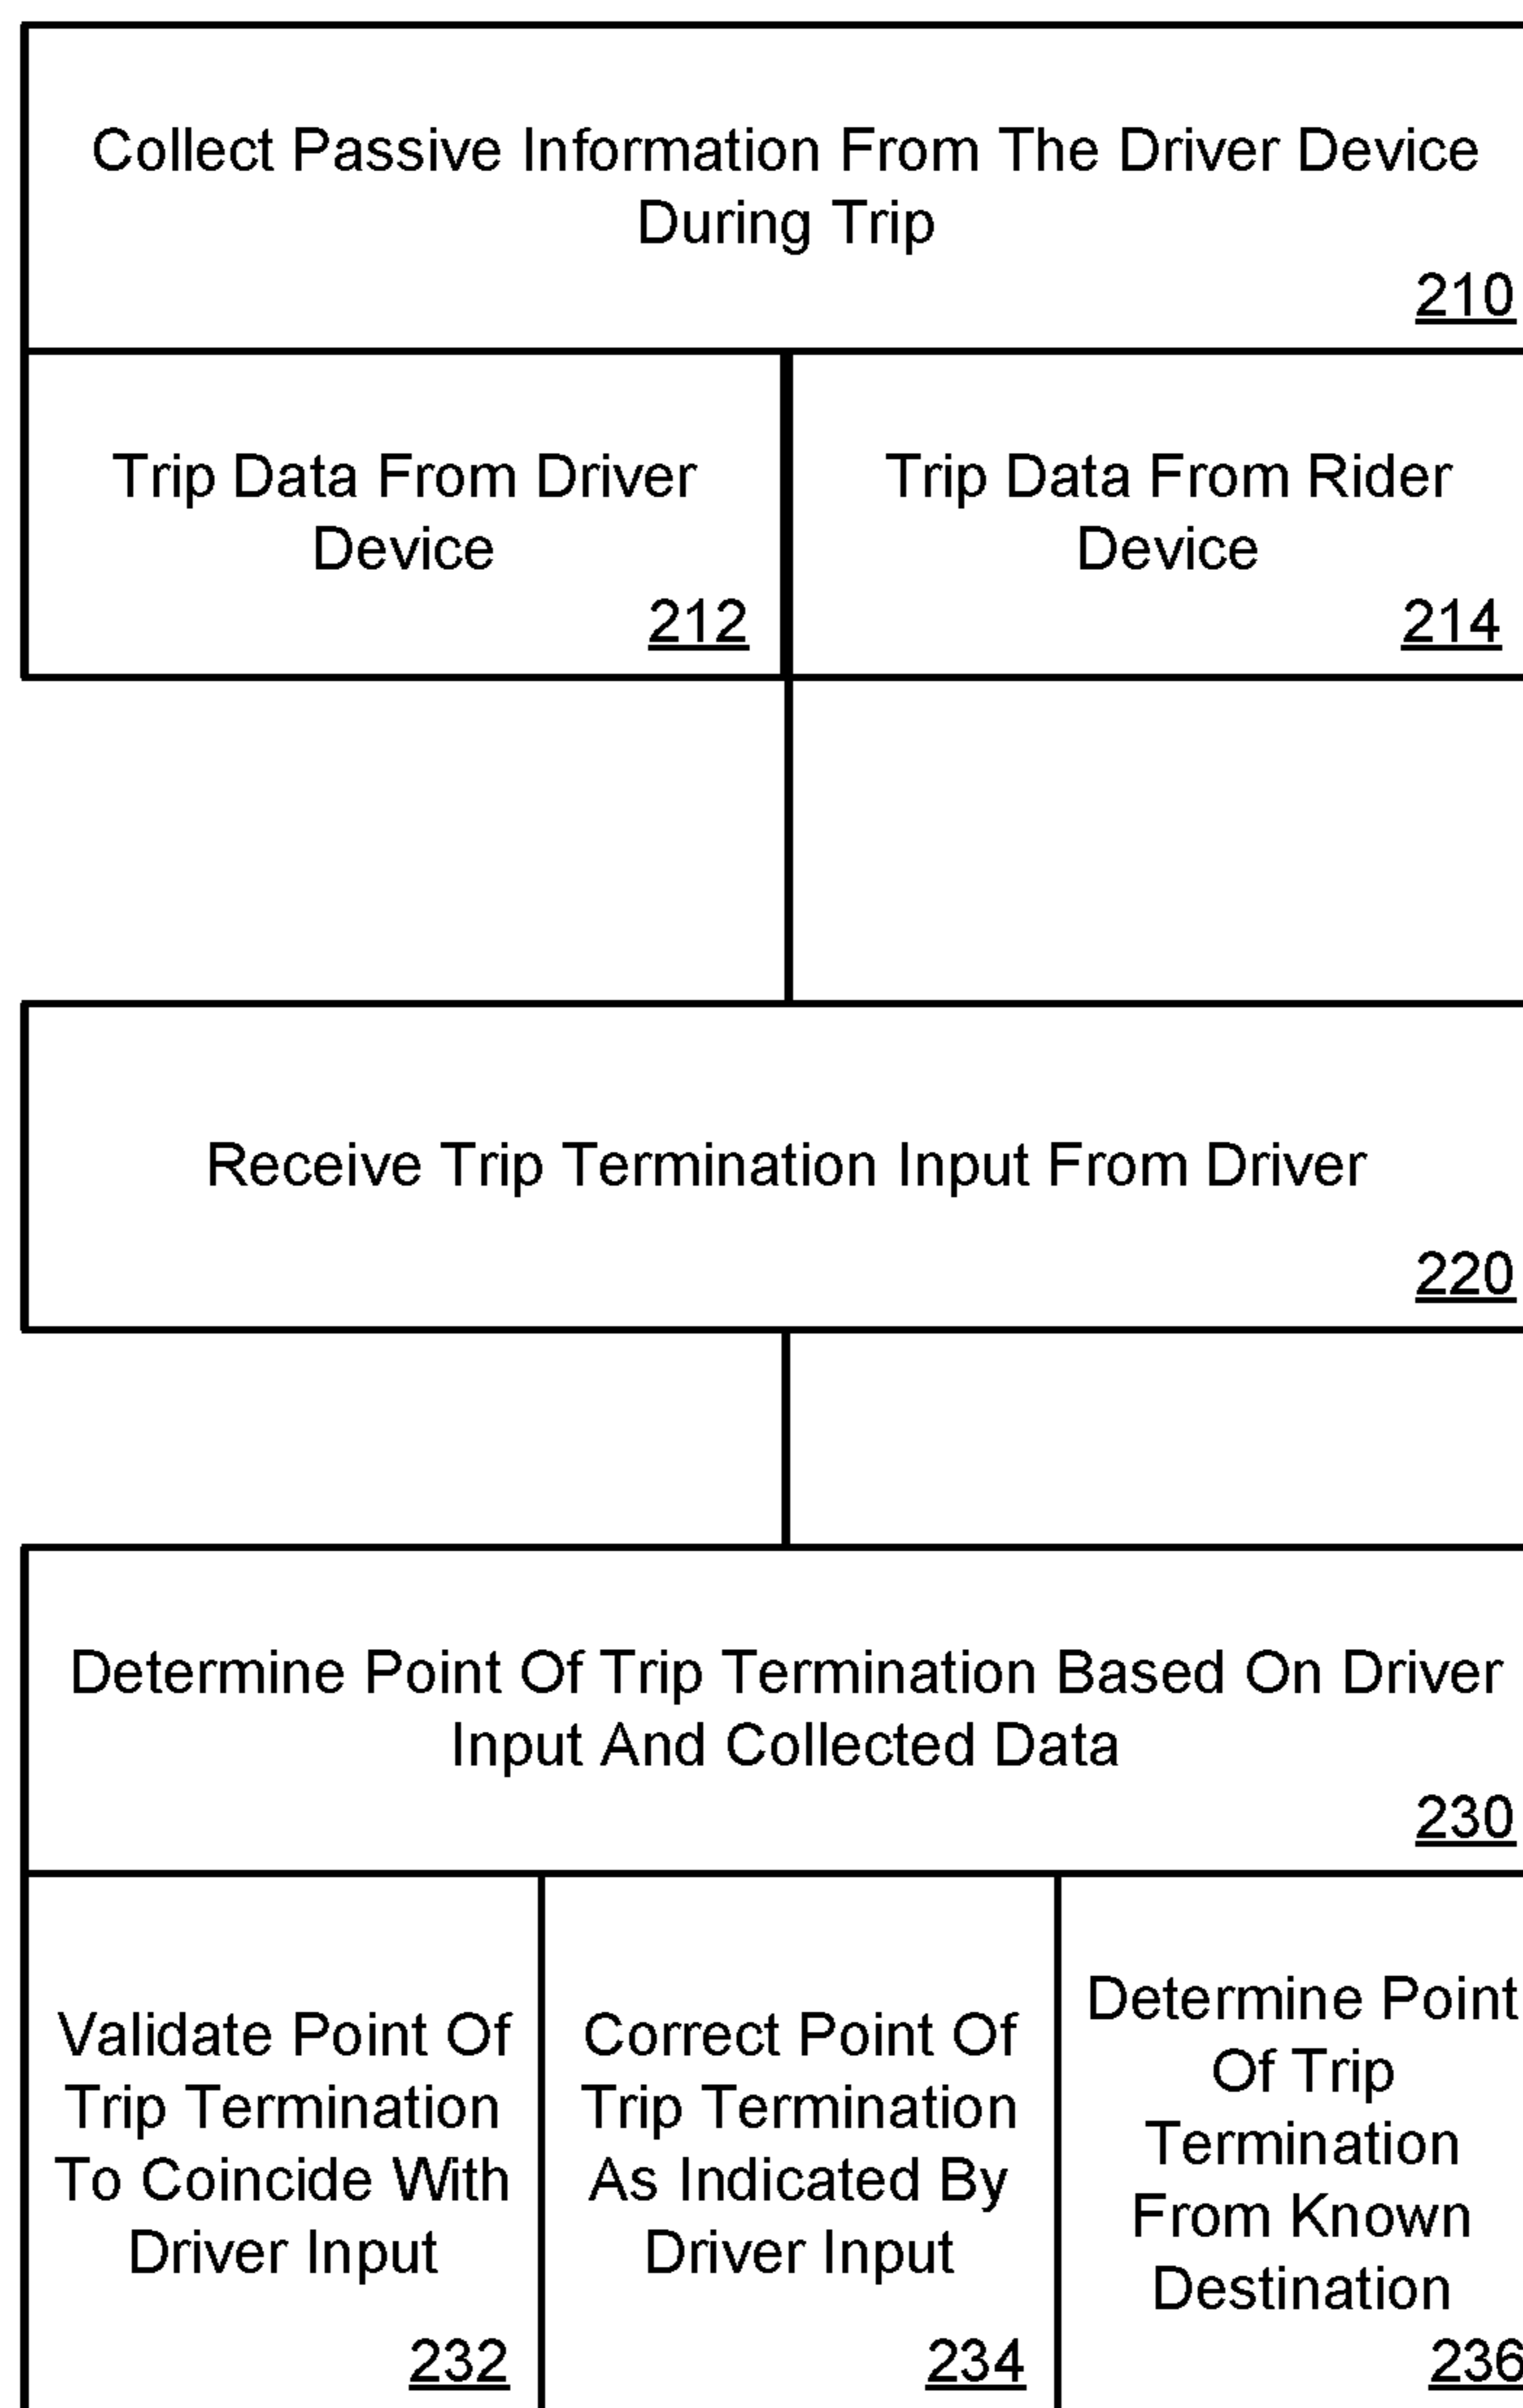 Collect Passive Information From The Driver Device
During Trip
210
Trip Data From Driver
Device
212
Trip Data From Rider
Device
214
Receive Trip Termination Input From Driver
220
Determine Point Of Trip Termination Based On Driver
Input And Collected Data
230
Validate Point Of
Trip Termination
To Coincide With
Driver Input
232
Correct Point Of
Trip Termination
As Indicated By
Driver Input
234
Determine Point
Of Trip
Termination
From Known
Destination
236